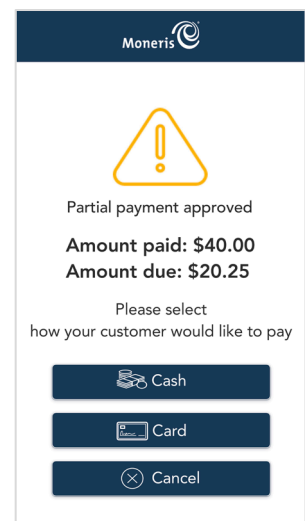 Moneris
Partial payment approved
Amount paid: $40.00
Amount due: $20.25
Please select
how your customer would like to pay
Cash
Card
Cancel